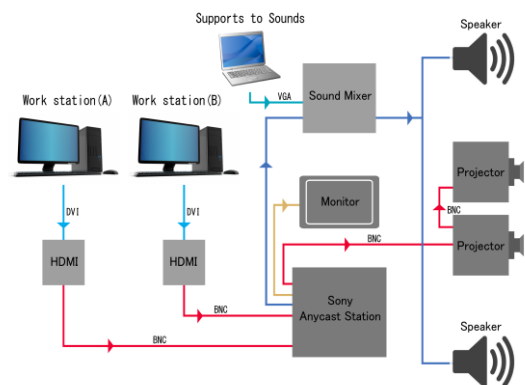 Supports to Sounds
Speaker
Work station(A)
Work station(B)
VGA
Sound Mixer
DVI
DVI
Monitor
Projector
BNC
HDMI
HDMI
BNC
Projector
BNC
Sony
Anycast Station
BNC
Speaker